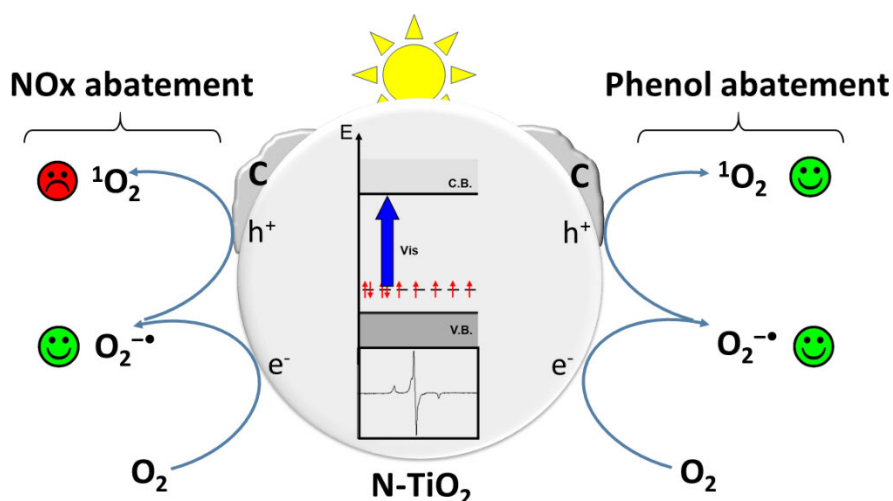 NOx abatement
Phenol abatement
E
C
C
¹O₂
¹O₂
C.B.
h⁺
h⁺
Vis
O₂⁻•
V.B.
O₂⁻•
e⁻
e⁻
O₂
O₂
N-TiO₂